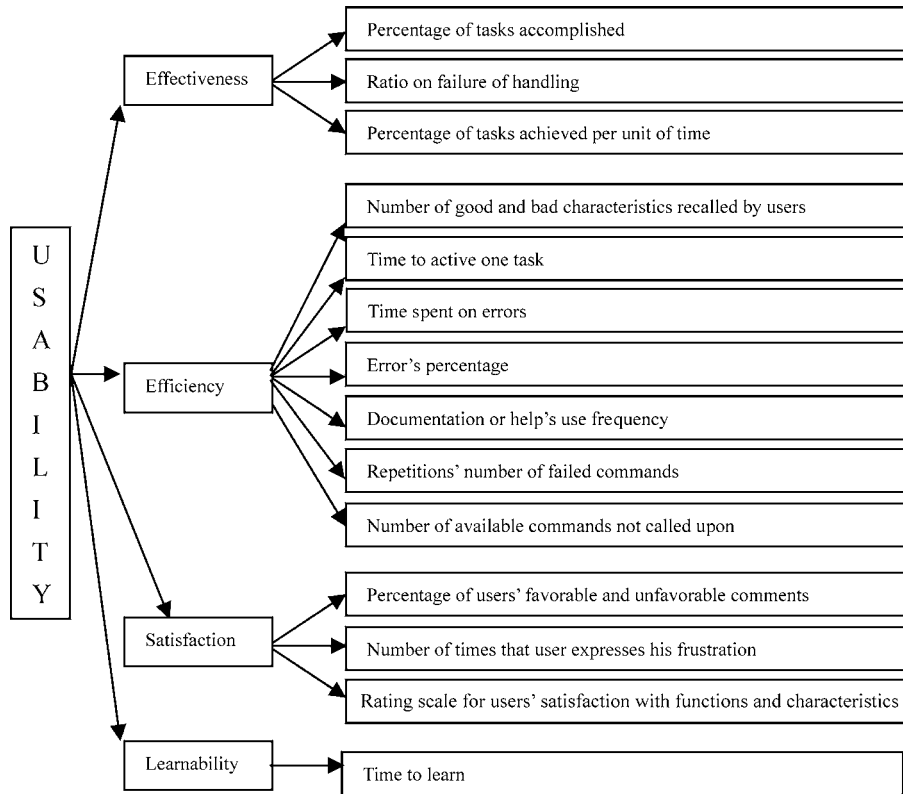 USABILITY
Effectiveness
Percentage of tasks accomplished
Ratio on failure of handling
Percentage of tasks achieved per unit of time
Efficiency
Number of good and bad characteristics recalled by users
Time to active one task
Time spent on errors
Error’s percentage
Documentation or help’s use frequency
Repetitions’ number of failed commands
Number of available commands not called upon
Satisfaction
Percentage of users’ favorable and unfavorable comments
Number of times that user expresses his frustration
Rating scale for users’ satisfaction with functions and characteristics
Learnability
Time to learn